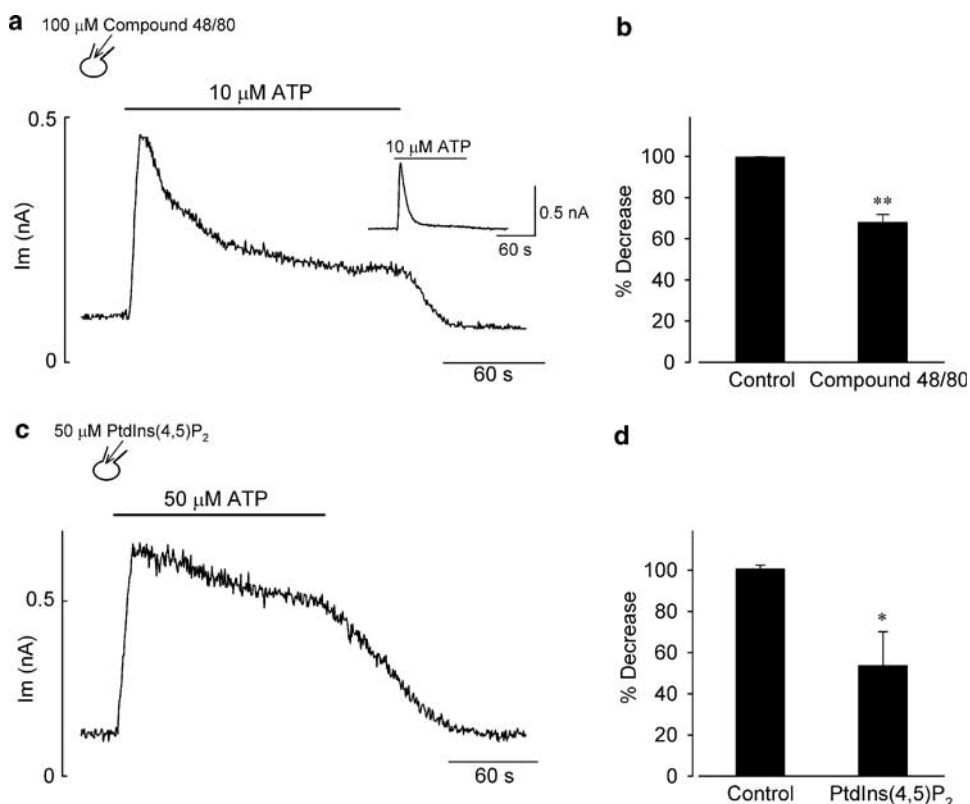 a
100 μM Compound 48/80
10 μM ATP
0.5
Im (nA)
0
60 s
10 μM ATP
0.5 nA
60 s
b
% Decrease
100
80
60
40
20
0
**
Control Compound 48/80
c
50 μM PtdIns(4,5)P₂
50 μM ATP
0.5
Im (nA)
0
60 s
d
% Decrease
100
80
60
40
20
0
*
Control PtdIns(4,5)P₂